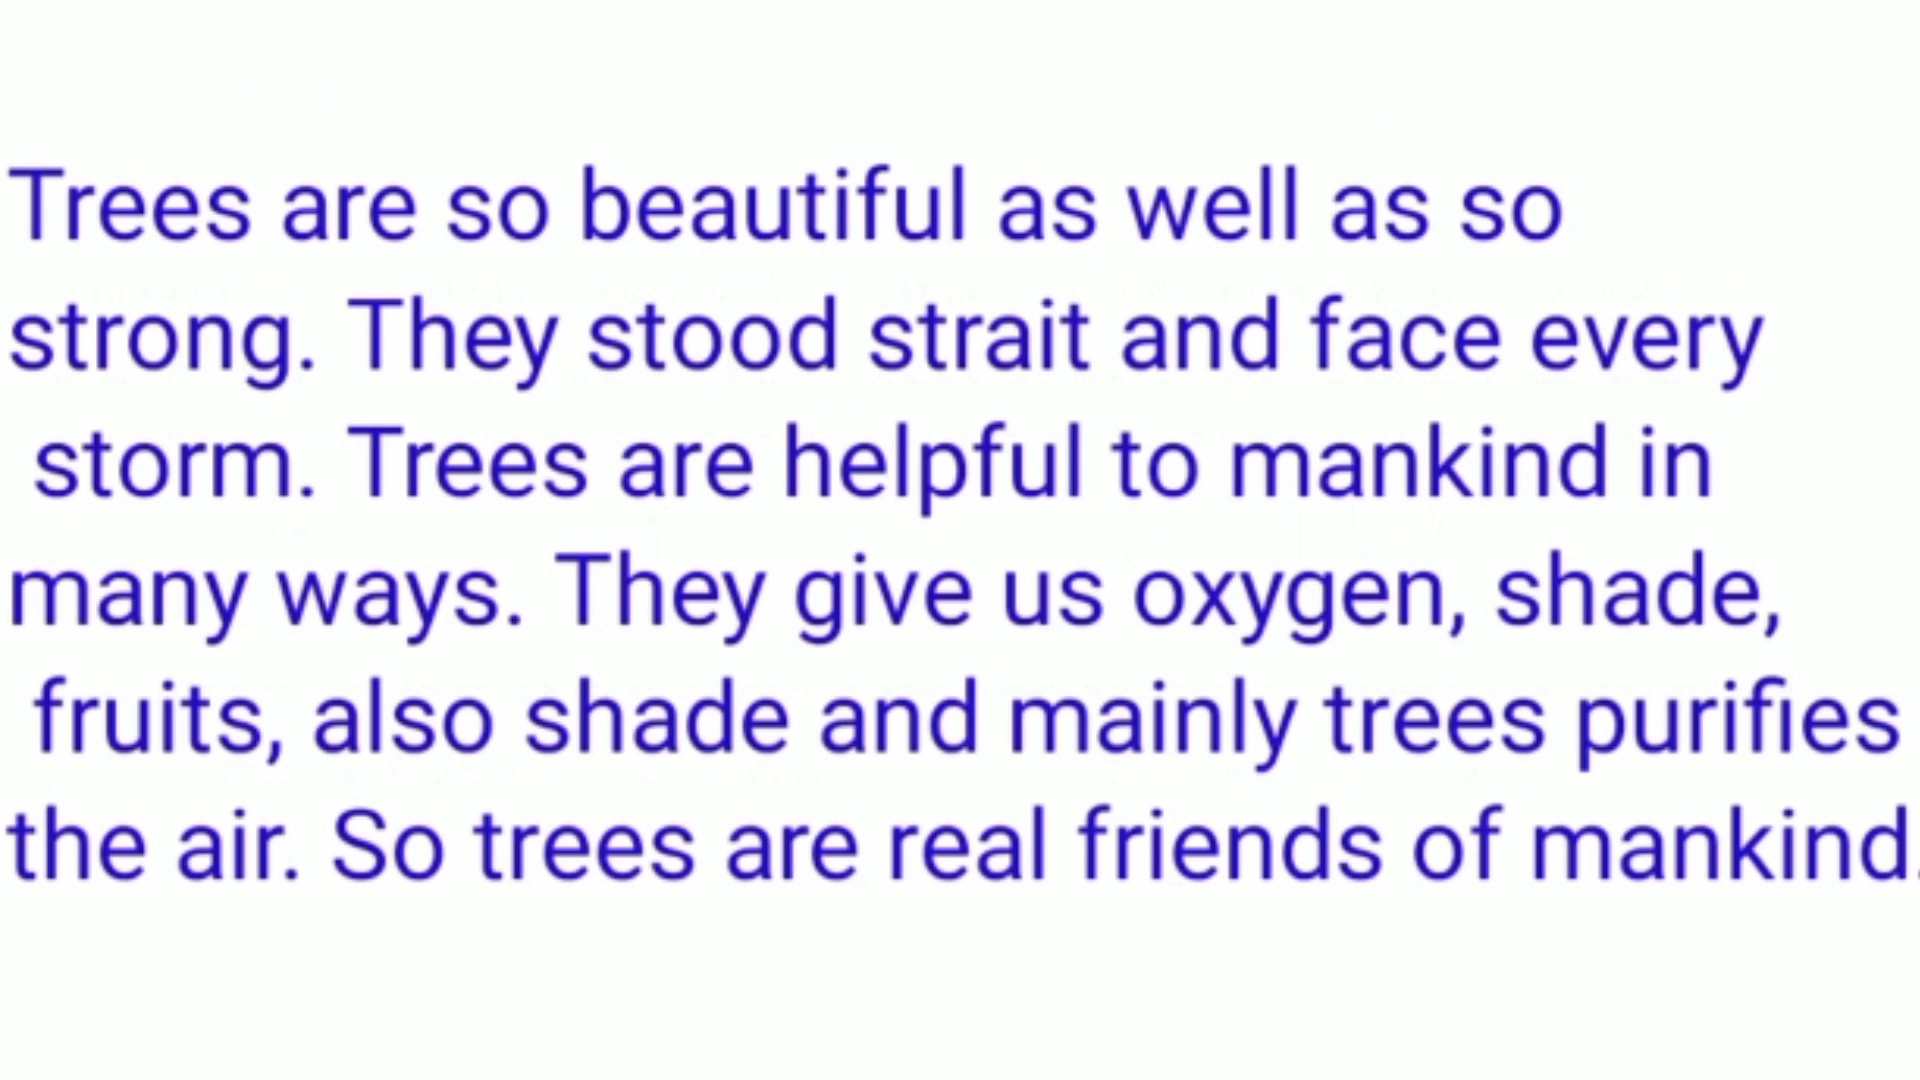 Trees are so beautiful as well as so
strong. They stood strait and face every
storm. Trees are helpful to mankind in
many ways. They give us oxygen, shade,
fruits, also shade and mainly trees purifies
the air. So trees are real friends of mankind.